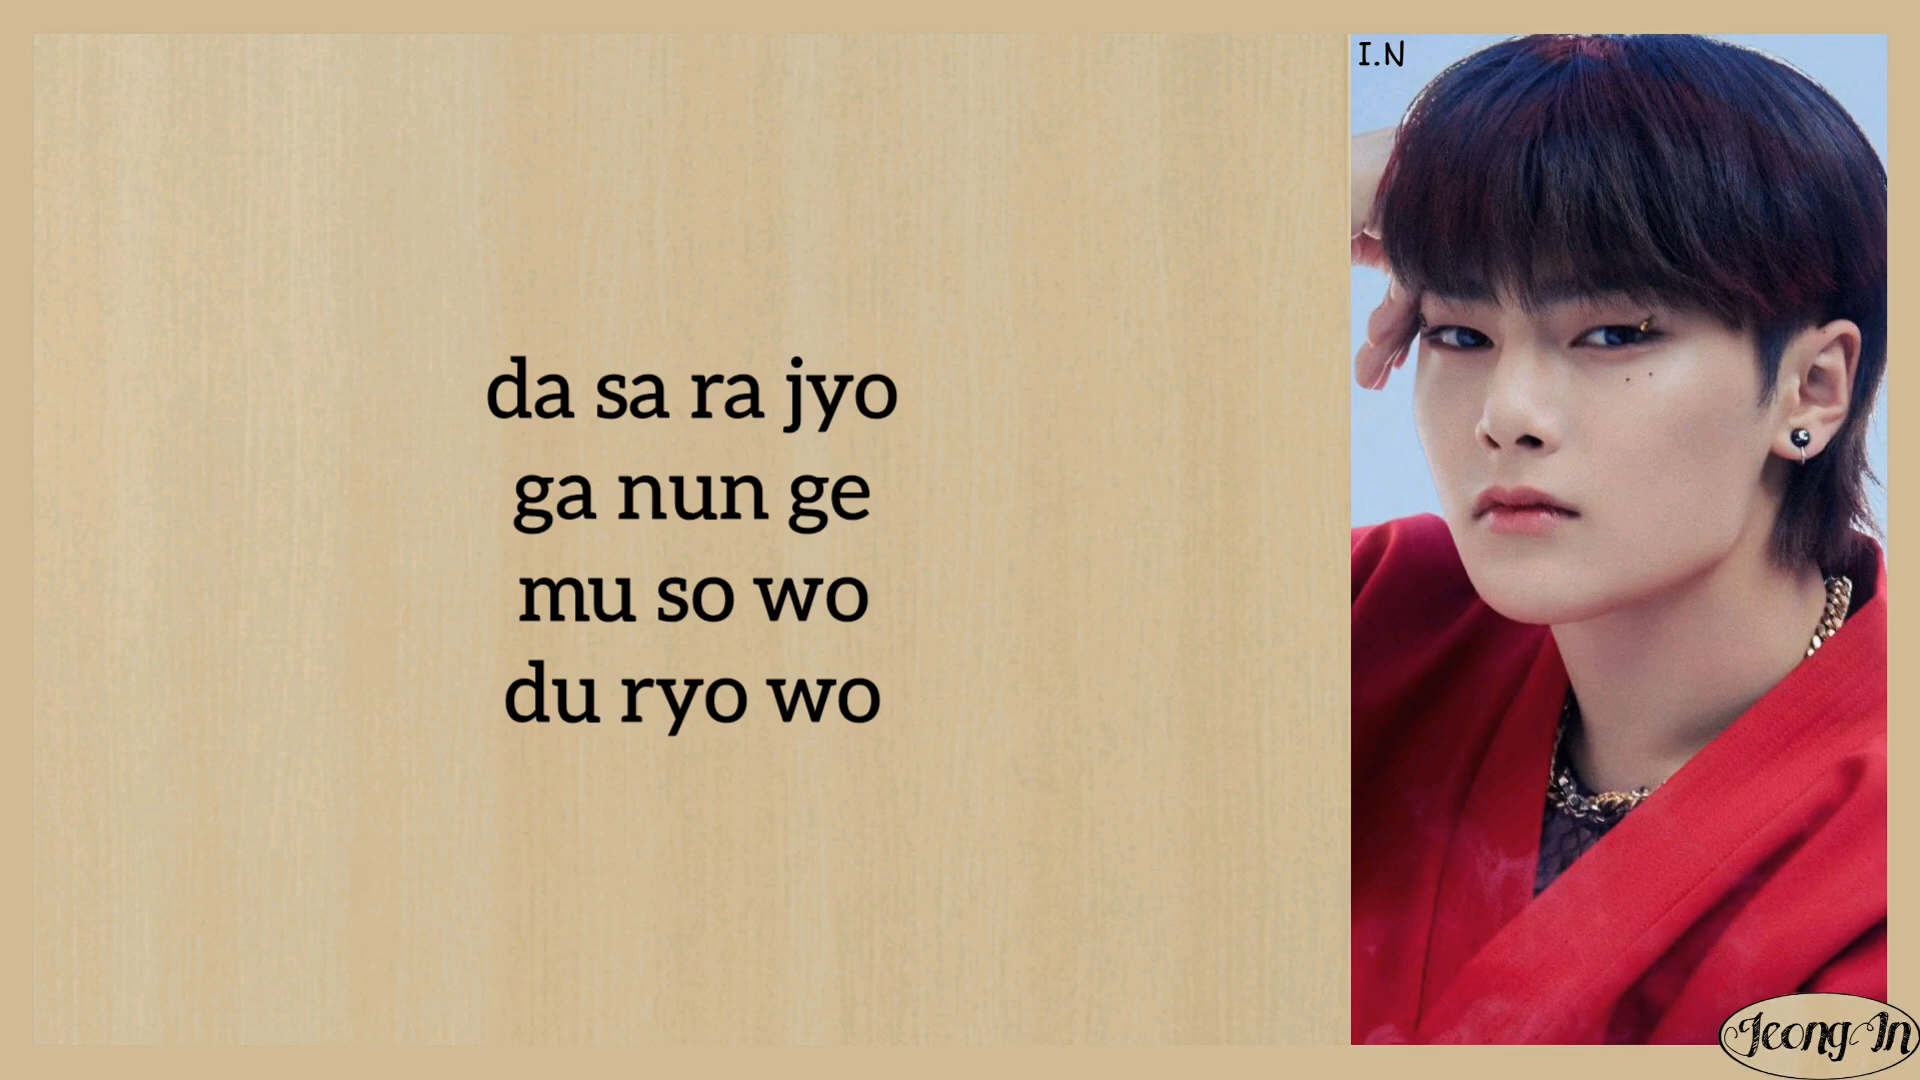 I.N
da sa ra jyo
ga nun ge
mu so wo
du ryo wo
Jeong In